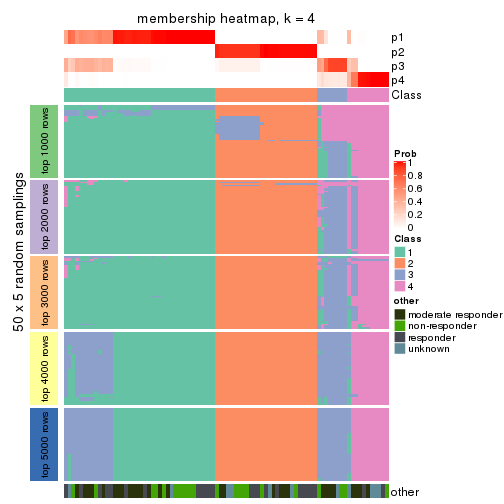 membership heatmap, k = 4
p1
p2
p3
p4
Class
50 x 5 random samplings
top 1000 rows
top 2000 rows
top 3000 rows
top 4000 rows
top 5000 rows
Prob
1
0.8
0.6
0.4
0.2
0
Class
1
2
3
4
other
moderate responder
non-responder
responder
unknown
other